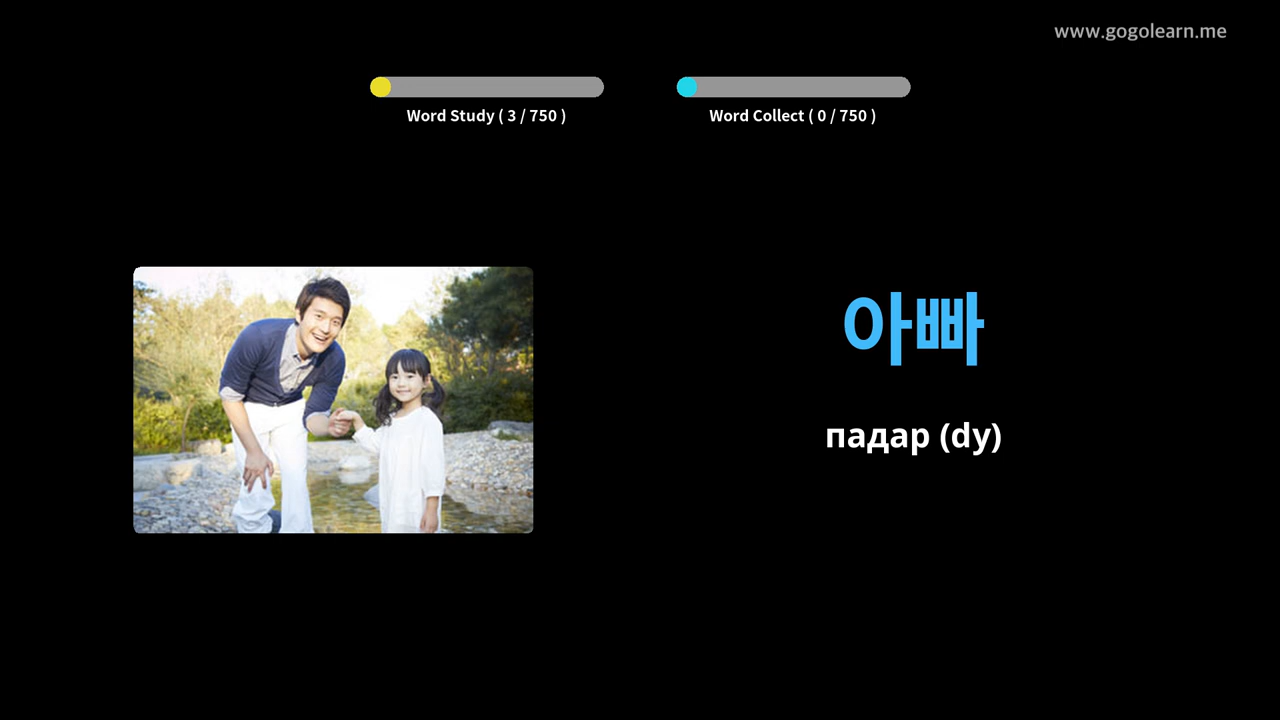 www.gogolearn.me
Word Study ( 3 / 750 )
Word Collect ( 0 / 750 )
아빠
падар (dy)